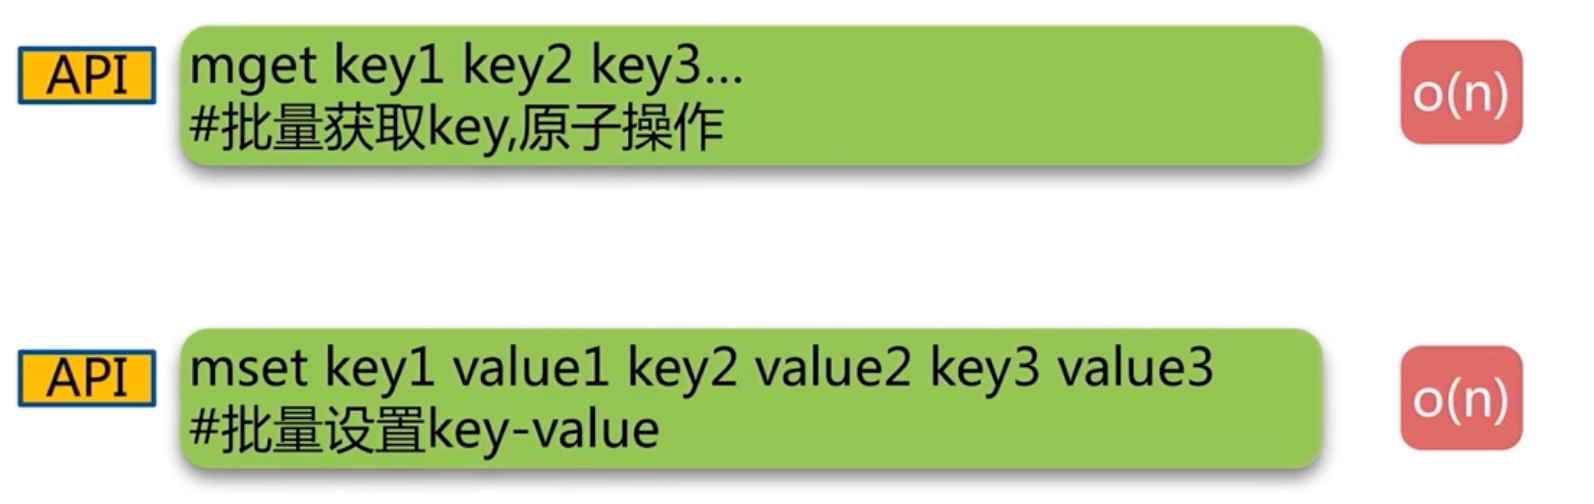 API
mget key1 key2 key3...
#批量获取key,原子操作
o(n)
API
mset key1 value1 key2 value2 key3 value3
#批量设置key-value
o(n)